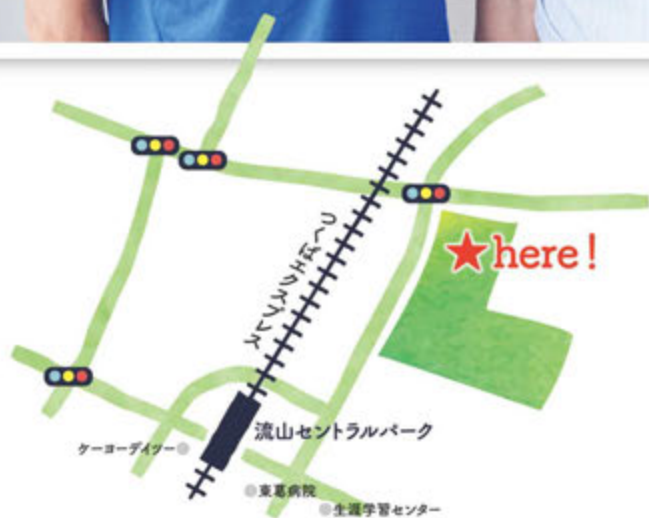 つくばエクスプレス
★here!
流山セントラルパーク
ケーヨーデイツー
東葛病院
生涯学習センター